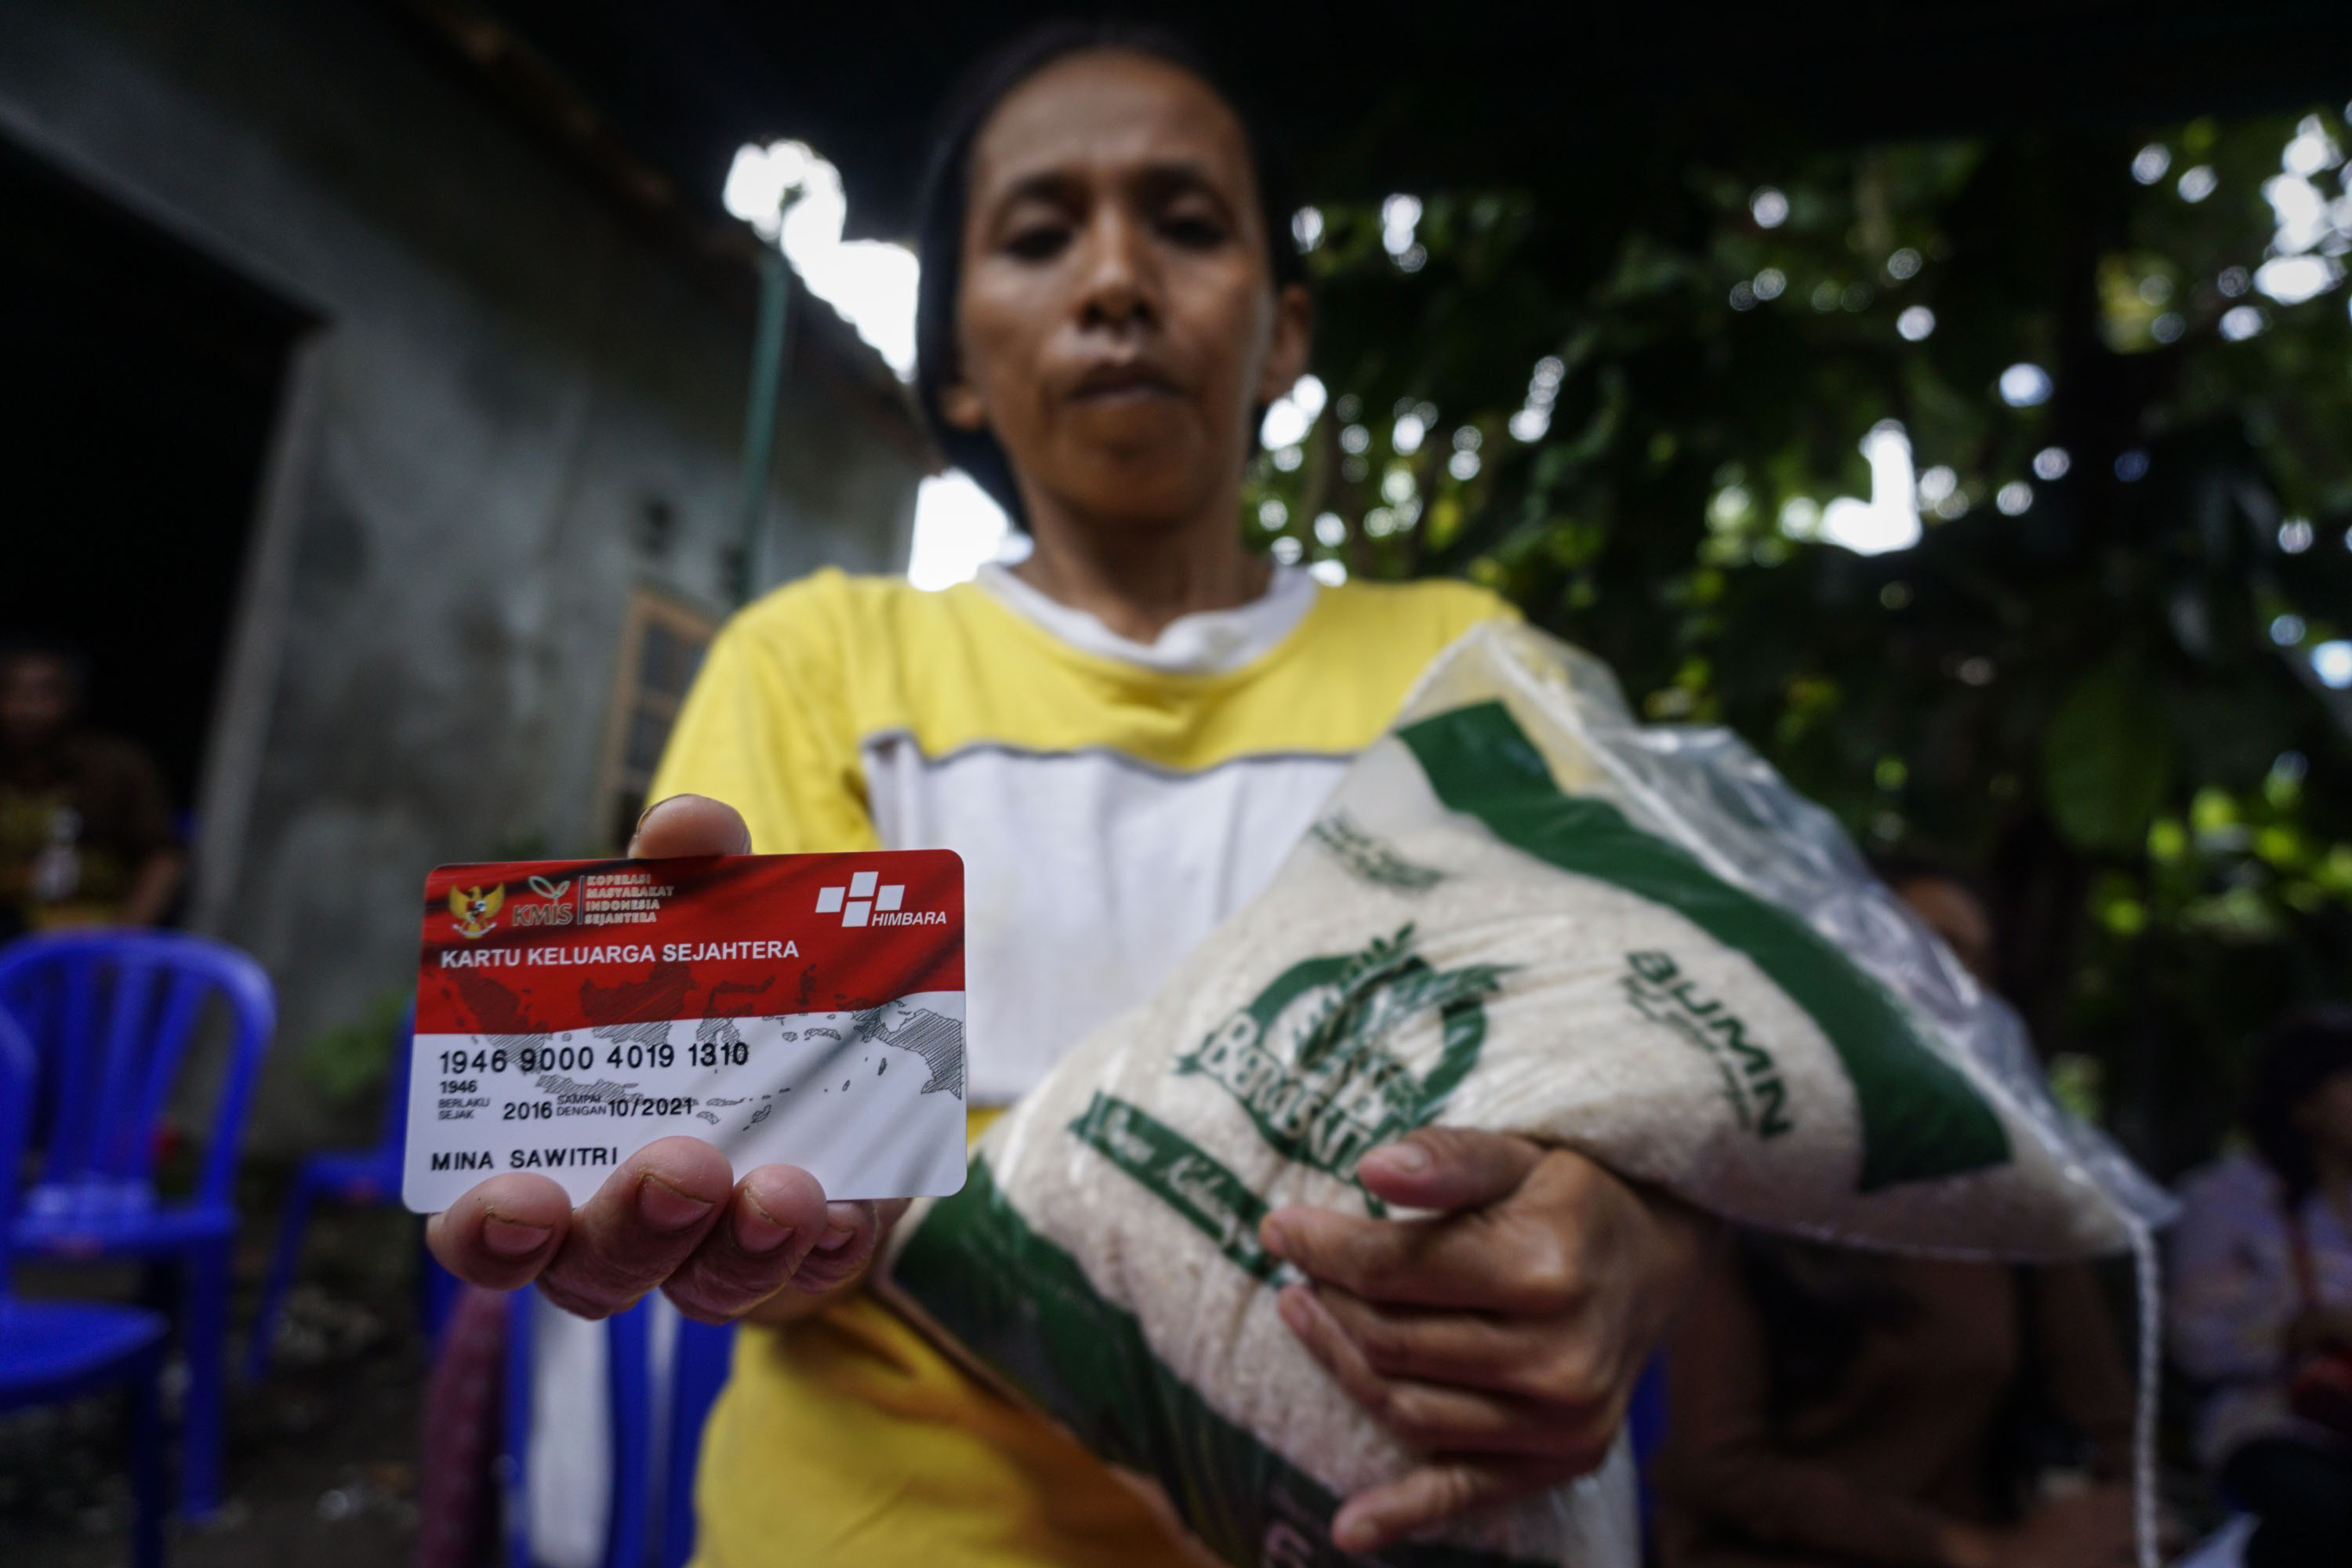 KMIS
KOPERASI
MASYARAKAT
INDONESIA
SEJAHTERA
HIMBARA
KARTU KELUARGA SEJAHTERA
1946 9000 4019 1310
1946
BERLAKU SEJAK 2016 SAMPAI DENGAN 10/2021
MINA SAWITRI
BUMN